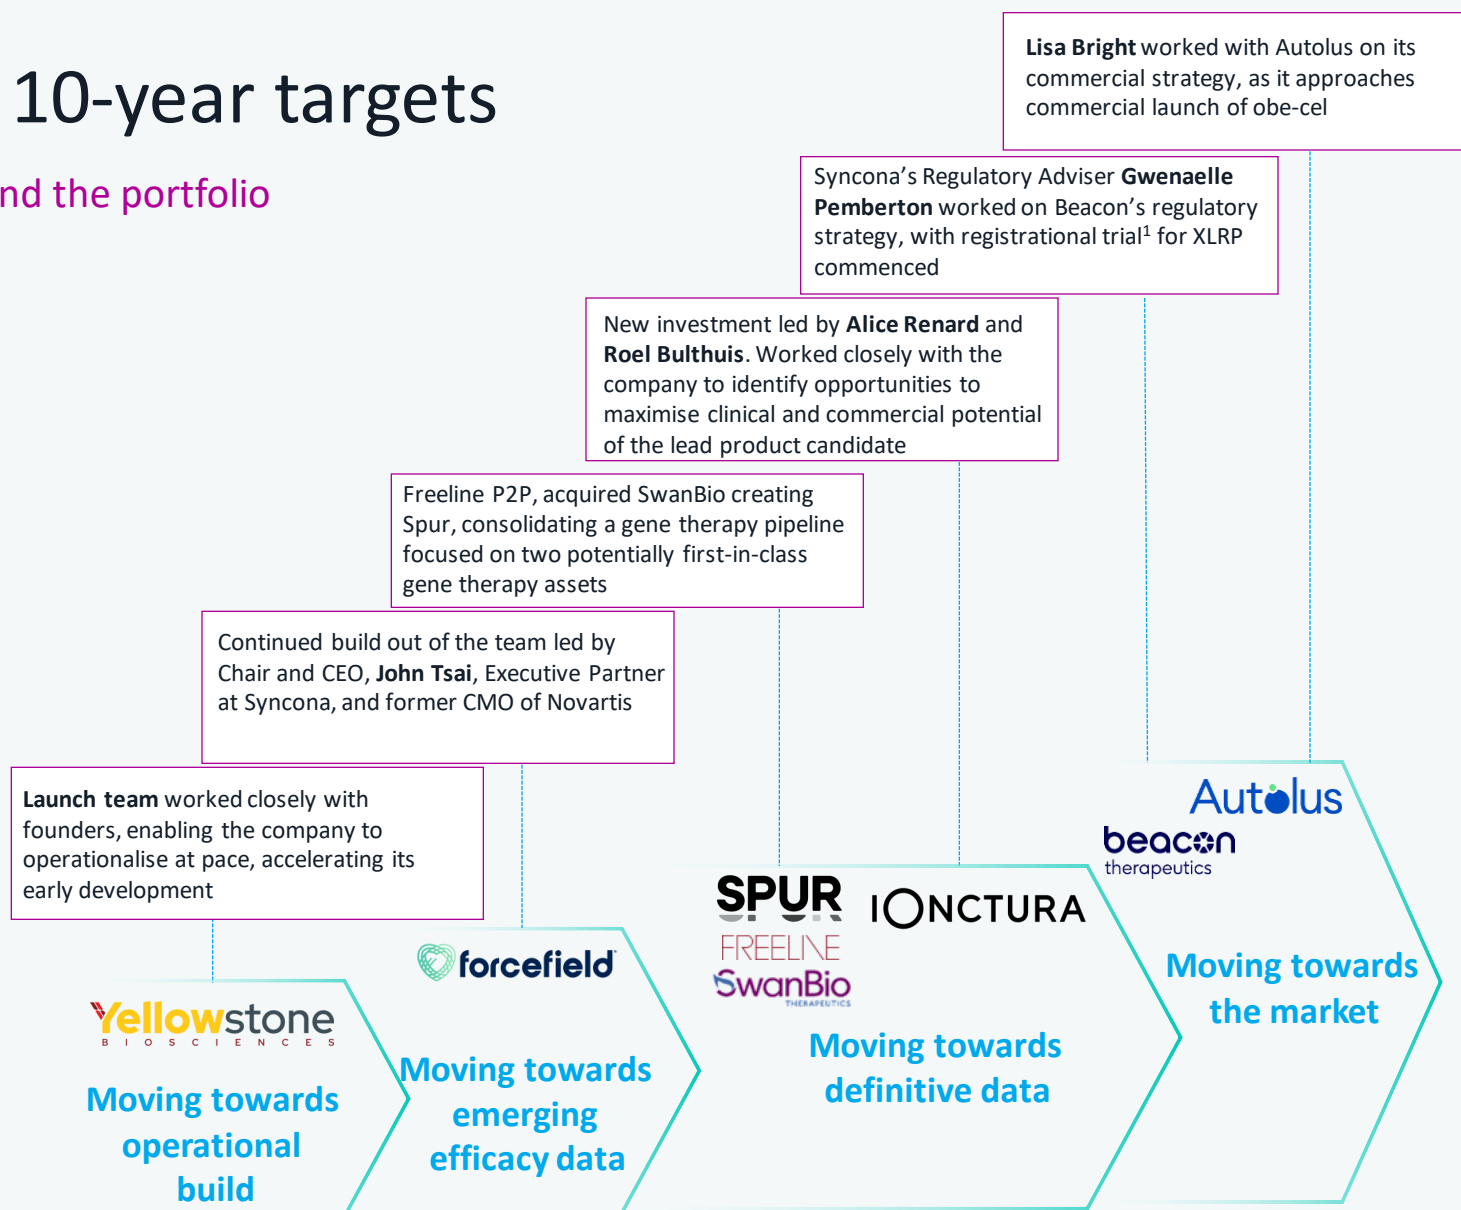 10-year targets
nd the portfolio
Lisa Bright worked with Autolus on its
commercial strategy, as it approaches
commercial launch of obe-cel
Syncona’s Regulatory Adviser Gwenaelle
Pemberton worked on Beacon’s regulatory
strategy, with registrational trial¹ for XLRP
commenced
New investment led by Alice Renard and
Roel Bulthuis. Worked closely with the
company to identify opportunities to
maximise clinical and commercial potential
of the lead product candidate
Freeline P2P, acquired SwanBio creating
Spur, consolidating a gene therapy pipeline
focused on two potentially first-in-class
gene therapy assets
Continued build out of the team led by
Chair and CEO, John Tsai, Executive Partner
at Syncona, and former CMO of Novartis
Launch team worked closely with
founders, enabling the company to
operationalise at pace, accelerating its
early development
Yellowstone
BIOSCIENCES
Moving towards
operational
build
forcefield
Moving towards
emerging
efficacy data
SPUR
FREELINE
SwanBio
THERAPEUTICS
IONCTURA
Moving towards
definitive data
Autolus
beacon
therapeutics
Moving towards
the market